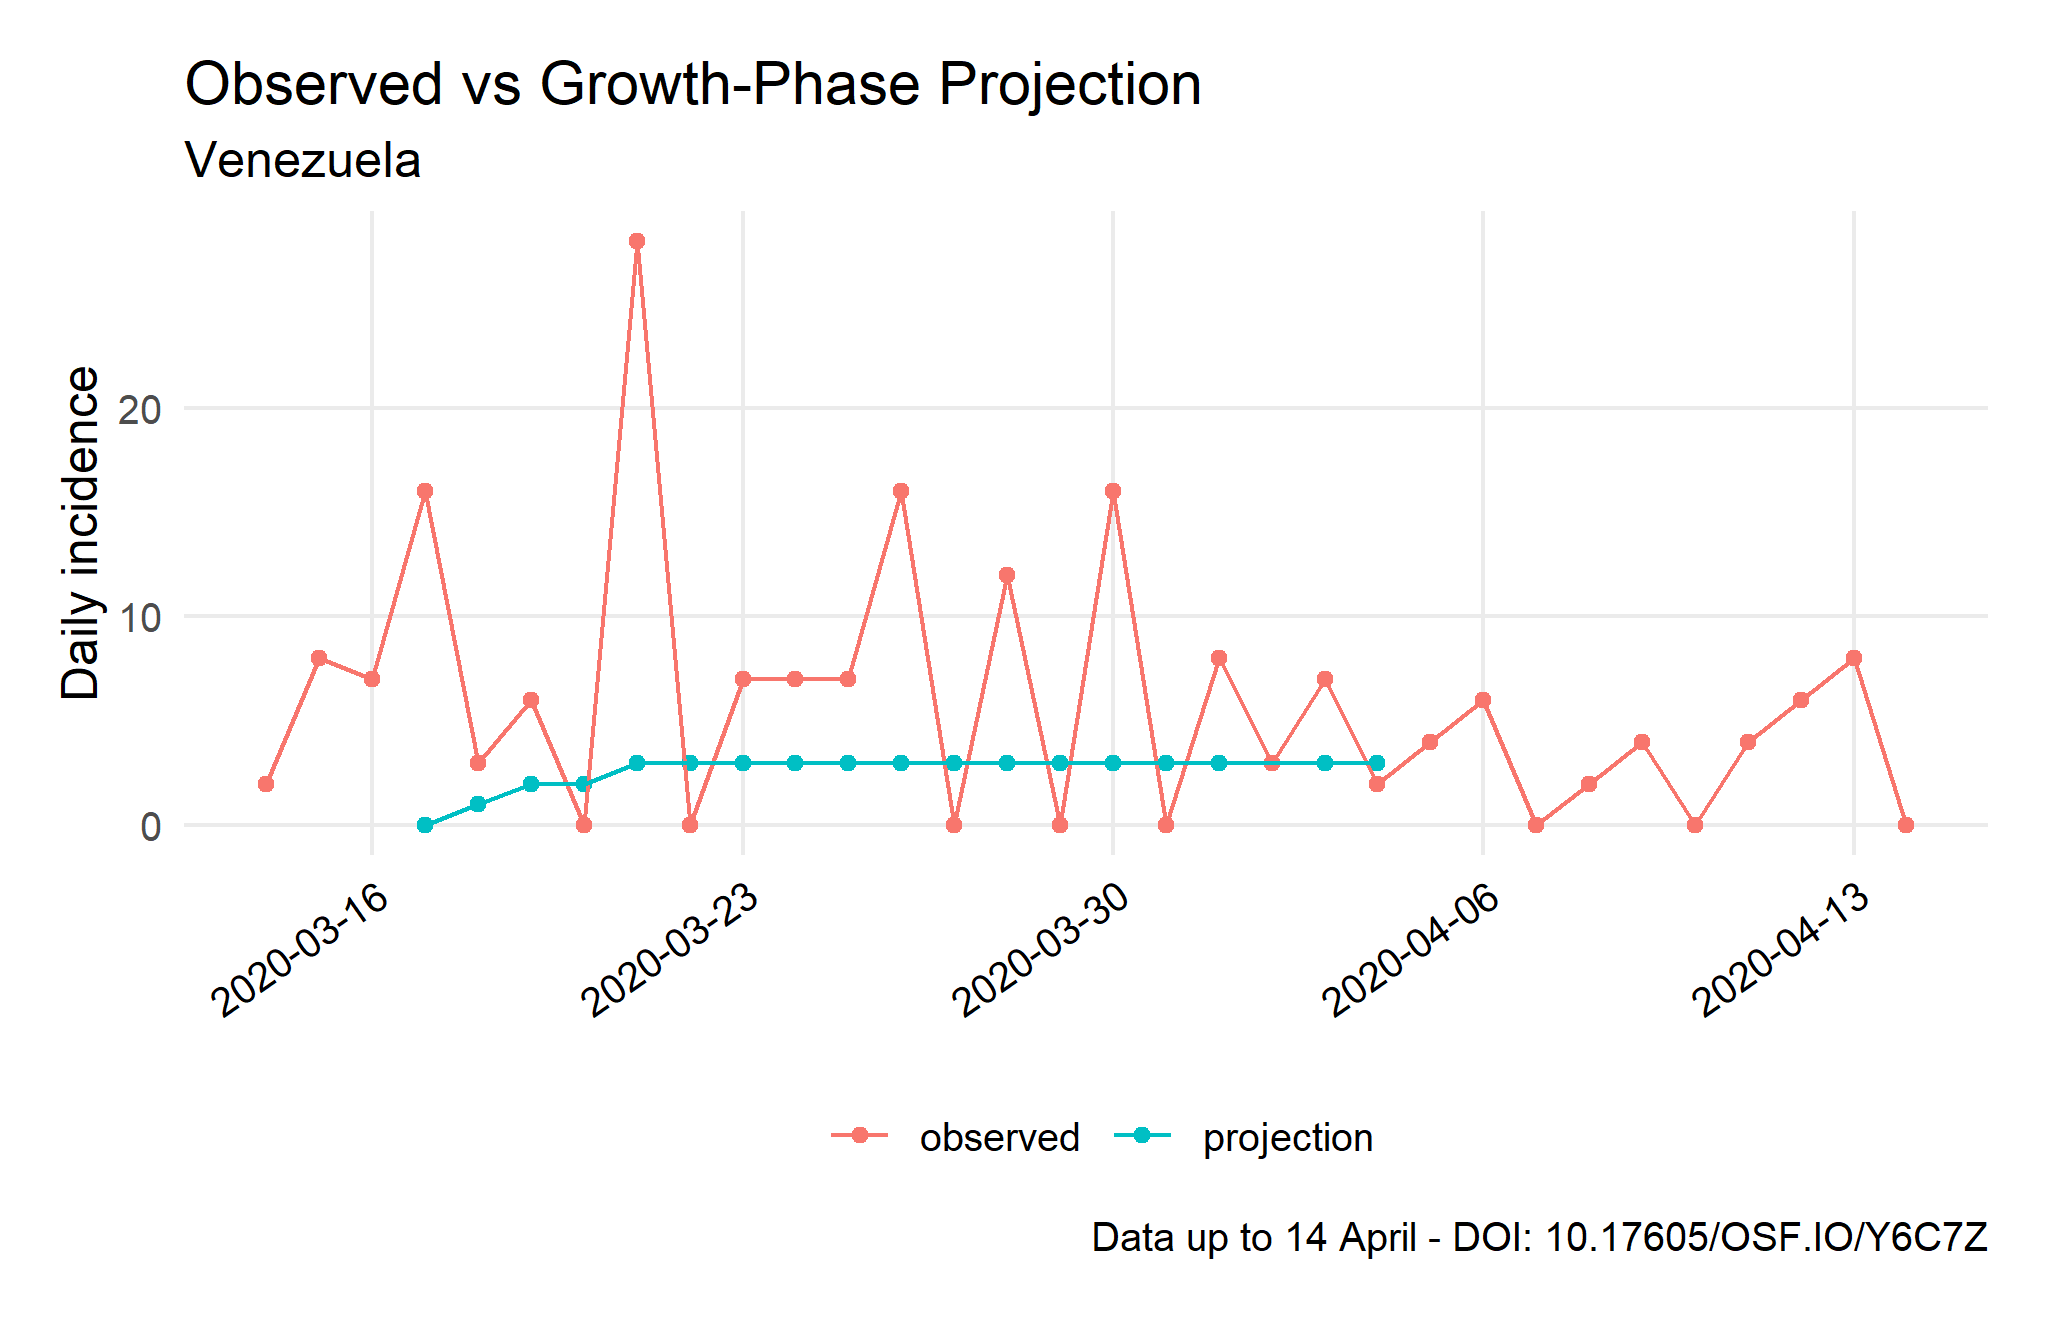 Observed vs Growth-Phase Projection
Venezuela
Daily incidence
20
10
0
2020-03-16
2020-03-23
2020-03-30
2020-04-06
2020-04-13
observed
projection
Data up to 14 April - DOI: 10.17605/OSF.IO/Y6C7Z